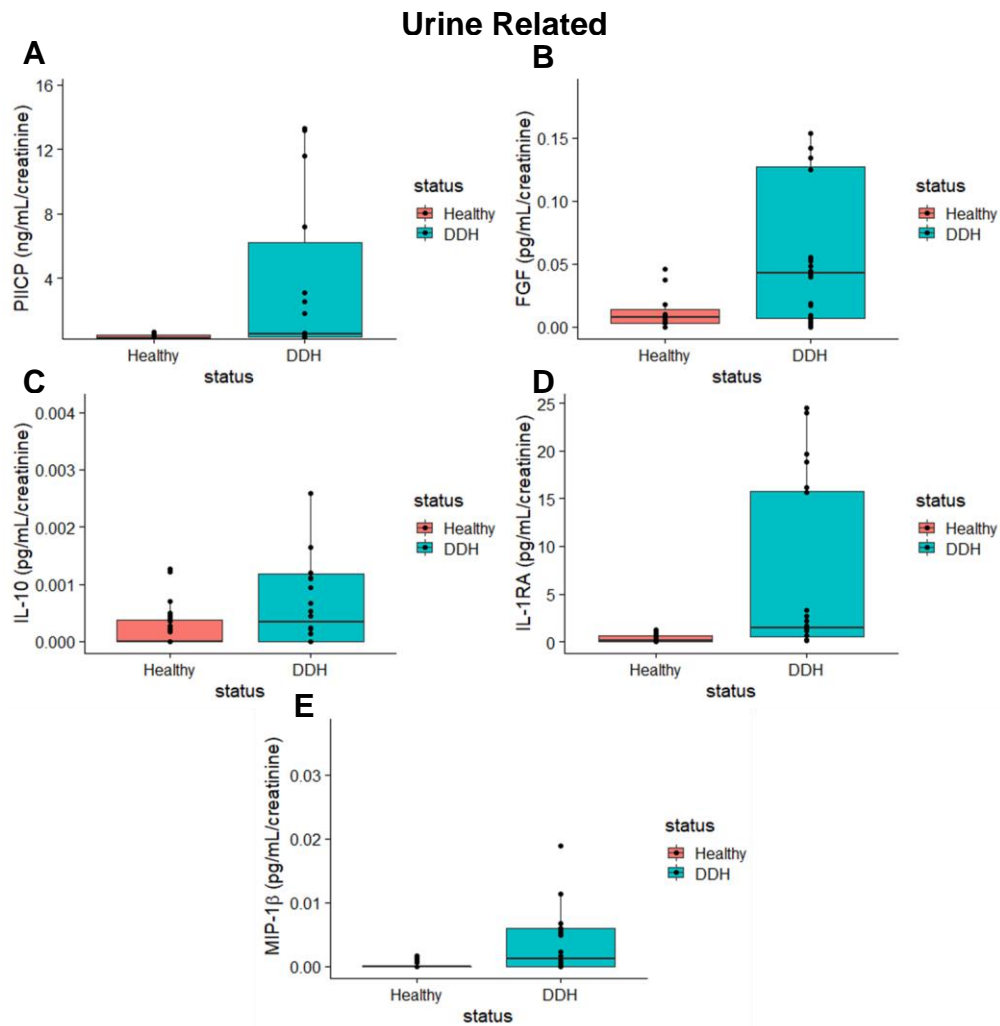 Urine Related
A
PIICP (ng/mL/creatinine)
16
12
8
4
Healthy
DDH
status
status
Healthy
DDH
B
FGF (pg/mL/creatinine)
0.15
0.10
0.05
0.00
Healthy
DDH
status
status
Healthy
DDH
C
IL-10 (pg/mL/creatinine)
0.004
0.003
0.002
0.001
0.000
Healthy
DDH
status
status
Healthy
DDH
D
IL-1RA (pg/mL/creatinine)
25
20
15
10
5
0
Healthy
DDH
status
status
Healthy
DDH
E
MIP-1β (pg/mL/creatinine)
0.03
0.02
0.01
0.00
Healthy
DDH
status
status
Healthy
DDH